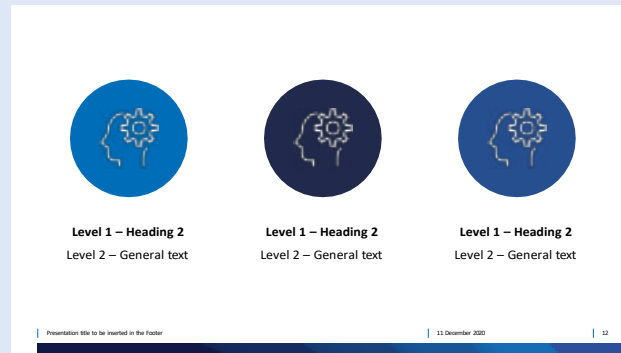 Level 1 – Heading 2
Level 2 – General text
Level 1 – Heading 2
Level 2 – General text
Level 1 – Heading 2
Level 2 – General text
Presentation title to be inserted in the Footer
11 December 2020
12